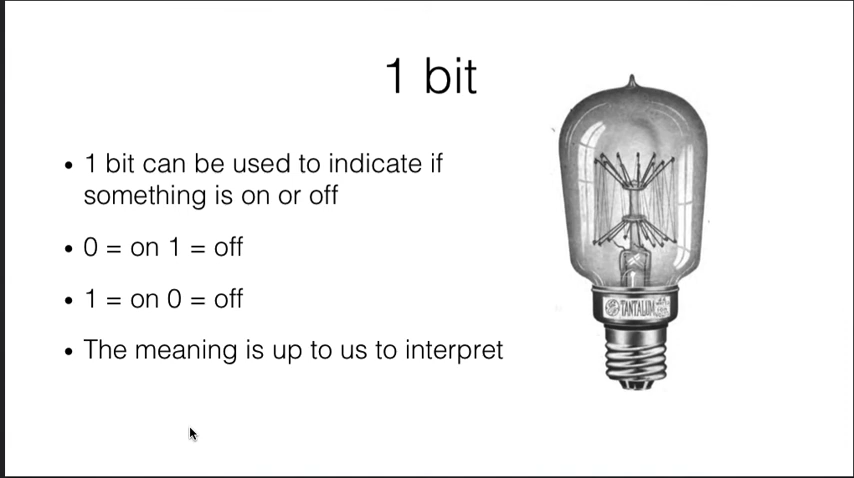 1 bit
• 1 bit can be used to indicate if
something is on or off
• 0 = on 1 = off
• 1 = on 0 = off
• The meaning is up to us to interpret
TANTALUM